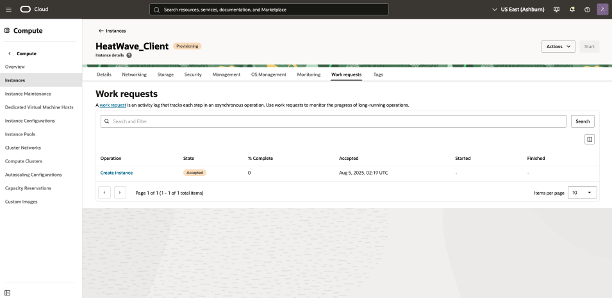 Cloud
Search resources, services, documentation, and Marketplace
US East (Ashburn)
Compute
Compute
Overview
Instances
Instance Maintenance
Dedicated Virtual Machine Hosts
Instance Configurations
Instance Pools
Cluster Networks
Compute Clusters
Autoscaling Configurations
Capacity Reservations
Custom Images
Instances
HeatWave_Client Provisioning
Instance details
Actions
Start
Details Networking Storage Security Management OS Management Monitoring Work requests Tags
Work requests
A work request is an activity log that tracks each step in an asynchronous operation. Use work requests to monitor the progress of long-running operations.
Search and Filter
Search
Operation State % Complete Accepted Started Finished
Create Instance Accepted 0 Aug 5, 2025, 02:19 UTC - -
Page 1 of 1 (1 - 1 of 1 total items)
Items per page 10